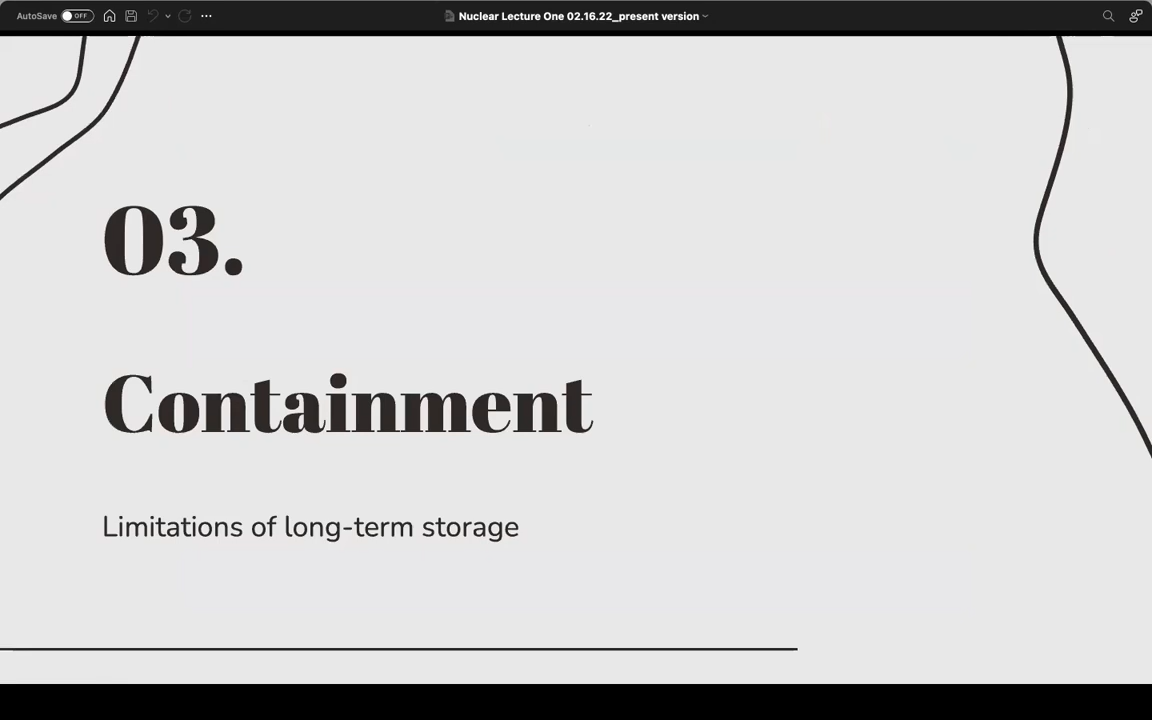 AutoSave OFF
Nuclear Lecture One 02.16.22_present version
03.
Containment
Limitations of long-term storage